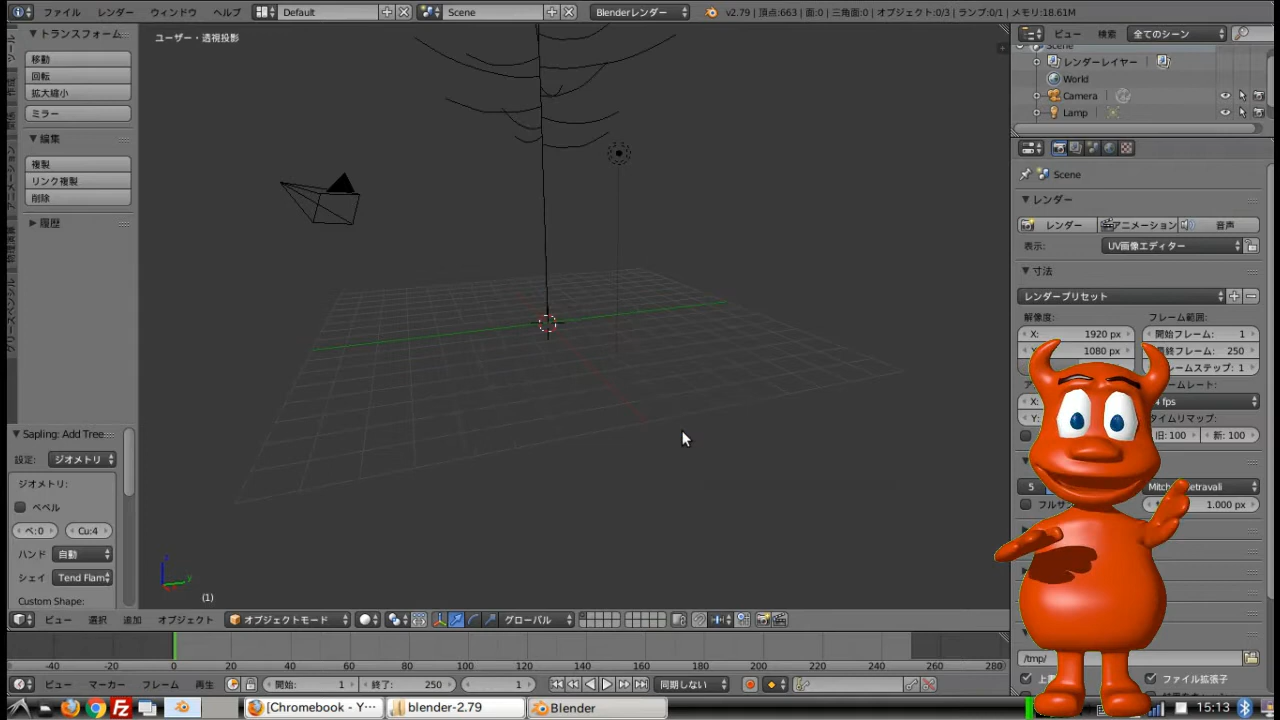 ファイル レンダー ウィンドウ ヘルプ Default Scene Blenderレンダー v2.79 | 頂点:663 | 面:0 | 三角面:0 | オブジェクト:0/3 | ランプ:0/1 | メモリ:18.61M
トランスフォーム
移動
回転
拡大縮小
ミラー
編集
複製
リンク複製
削除
履歴
ツール
アニメーション
グリースペンシル
Sapling: Add Tree
設定: ジオメトリ
ジオメトリ:
ベベル
ベ:0 Cu:4
ハンド 自動
シェイ Tend Flam
Custom Shape:
ユーザー・透視投影
z
y
(1)
ビュー 選択 追加 オブジェクト オブジェクトモード グローバル
-40 -20 0 20 40 60 80 100 120 140 160 180 200 220 240 260 280
ビュー マーカー フレーム 再生 開始: 1 終了: 250 1 同期しない
ビュー 検索 全てのシーン
Scene
レンダーレイヤー
World
Camera
Lamp
Scene
レンダー
レンダー アニメーション 音声
表示: UV画像エディター
寸法
レンダープリセット
解像度: フレーム範囲:
X: 1920 px 開始フレーム: 1
1080 px 最終フレーム: 250
フレームステップ: 1
X: fps
Y: タイムリマップ:
旧: 100 新: 100
5
フルサ 1.000 px
/tmp/
ファイル拡張子
[Chromebook - Y… blender-2.79 Blender 15:13